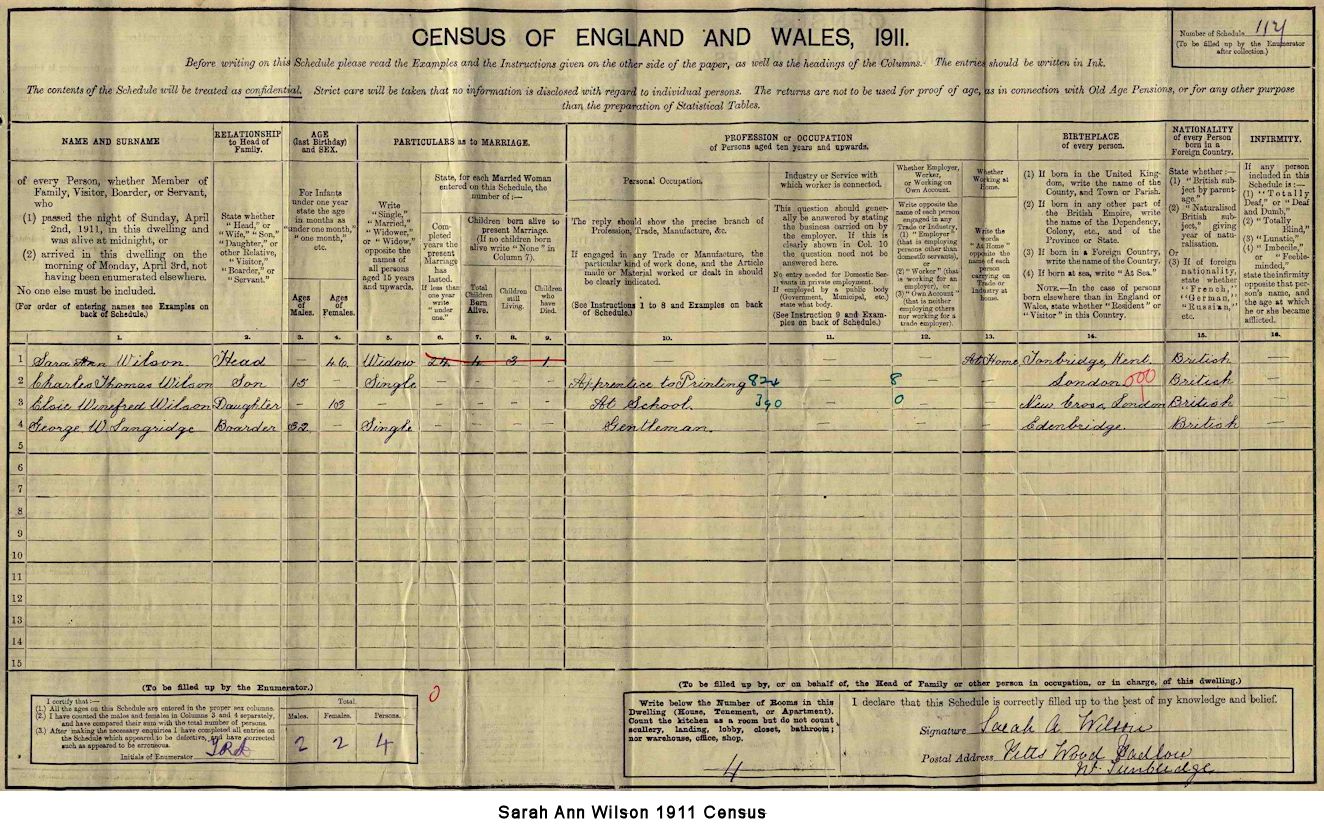 CENSUS OF ENGLAND AND WALES, 1911.
Number of Schedule 114
(To be filled up by the Enumerator
after collection.)
Before writing on this Schedule please read the Examples and the Instructions given on the other side of the paper, as well as the headings of the Columns. The entries should be written in Ink.
The contents of the Schedule will be treated as confidential. Strict care will be taken that no information is disclosed with regard to individual persons. The returns are not to be used for proof of age, as in connection with Old Age Pensions, or for any other purpose
than the preparation of Statistical Tables.
NAME AND SURNAME
of every Person, whether Member of
Family, Visitor, Boarder, or Servant,
who
(1) passed the night of Sunday, April
2nd, 1911, in this dwelling and
was alive at midnight, or
(2) arrived in this dwelling on the
morning of Monday, April 3rd, not
having been enumerated elsewhere.
No one else must be included.
(For order of entering names see Examples on
back of Schedule.)
1.
RELATIONSHIP
to Head of
Family.
State whether
"Head," or
"Wife," "Son,"
"Daughter," or
other Relative,
"Visitor,"
"Boarder," or
"Servant."
2.
AGE
(last Birthday)
and SEX.
For Infants
under one year
state the age
in months as
"under one month,"
"one month,"
etc.
Ages
of
Males.
3.
Ages
of
Females.
4.
PARTICULARS as to MARRIAGE.
Write
"Single,"
"Married,"
"Widower,"
or "Widow,"
opposite the
names of
all persons
aged 15 years
and upwards.
5.
State, for each Married Woman
entered on this Schedule, the
number of:—
Com-
pleted
years the
present
Marriage
has
lasted.
If less than
one year
write
"under
one."
6.
Children born alive to
present Marriage.
(If no children born
alive write "None" in
Column 7).
Total
Children
Born
Alive.
7.
Children
still
Living.
8.
Children
who
have
Died.
9.
PROFESSION or OCCUPATION
of Persons aged ten years and upwards.
Personal Occupation.
The reply should show the precise branch of
Profession, Trade, Manufacture, &c.
If engaged in any Trade or Manufacture, the
particular kind of work done, and the Article
made or Material worked or dealt in should
be clearly indicated.
(See Instructions 1 to 8 and Examples on back
of Schedule.)
10.
Industry or Service with
which worker is connected.
This question should gener-
ally be answered by stating
the business carried on by
the employer. If this is
clearly shown in Col. 10
the question need not be
answered here.
No entry needed for Domestic Ser-
vants in private employment.
If employed by a public body
(Government, Municipal, etc.)
state what body.
(See Instruction 9 and Exam-
ples on back of Schedule.)
11.
Whether Employer,
Worker,
or Working on
Own Account.
Write opposite the
name of each person
engaged in any
Trade or Industry,
(1) "Employer"
(that is employing
persons other than
domestic servants),
or
(2) "Worker" (that
is working for an
employer), or
(3) "Own Account"
(that is neither
employing others
nor working for a
trade employer).
12.
Whether
Working at
Home.
Write the
words
"At Home"
opposite the
name of each
person
carrying on
Trade or
Industry at
home.
13.
BIRTHPLACE
of every person.
(1) If born in the United King-
dom, write the name of the
County, and Town or Parish.
(2) If born in any other part of
the British Empire, write
the name of the Dependency,
Colony, etc., and of the
Province or State.
(3) If born in a Foreign Country,
write the name of the Country.
(4) If born at sea, write "At Sea."
NOTE.—In the case of persons
born elsewhere than in England or
Wales, state whether "Resident" or
"Visitor" in this Country.
14.
NATIONALITY
of every Person
born in a
Foreign Country.
State whether:—
(1) "British sub-
ject by parent-
age."
(2) "Naturalised
British sub-
ject," giving
year of natu-
ralisation.
Or
(3) If of foreign
nationality,
state whether
"French,"
"German,"
"Russian,"
etc.
15.
INFIRMITY.
If any person
included in this
Schedule is:—
(1) "Totally
Deaf," or "Deaf
and Dumb,"
(2) "Totally
Blind,"
(3) "Lunatic,"
(4) "Imbecile,"
or "Feeble-
minded,"
state the infirmity
opposite that per-
son's name, and
the age at which
he or she became
afflicted.
16.
1 Sara Ann Wilson Head — 46 Widow 24 4 3 1 — — — At Home Tonbridge, Kent. British —
2 Charles Thomas Wilson Son 15 — Single — — — — Apprentice to Printing 824 — 8 — — London 000 British —
3 Elsie Winefred Wilson Daughter — 13 — — — — — At School. 390 — 0 — — New Cross, London British —
4 George W. Langridge Boarder 32 — Single — — — — Gentleman. — — — Edenbridge. British —
5
6
7
8
9
10
11
12
13
14
15
(To be filled up by the Enumerator.)
I certify that:—
(1.) All the ages on this Schedule are entered in the proper sex columns.
(2.) I have counted the males and females in Columns 3 and 4 separately,
and have compared their sum with the total number of persons.
(3.) After making the necessary enquiries I have completed all entries on
the Schedule which appeared to be defective, and have corrected
such as appeared to be erroneous.
Initials of Enumerator
Total.
Males. Females. Persons.
2 2 4
0
(To be filled up by, or on behalf of, the Head of Family or other person in occupation, or in charge, of this dwelling.)
Write below the Number of Rooms in this
Dwelling (House, Tenement, or Apartment).
Count the kitchen as a room but do not count
scullery, landing, lobby, closet, bathroom;
nor warehouse, office, shop.
4
I declare that this Schedule is correctly filled up to the best of my knowledge and belief.
Signature Sarah A. Wilson
Postal Address Pitts Wood Hadlow
Nr. Tunbridge
Sarah Ann Wilson 1911 Census